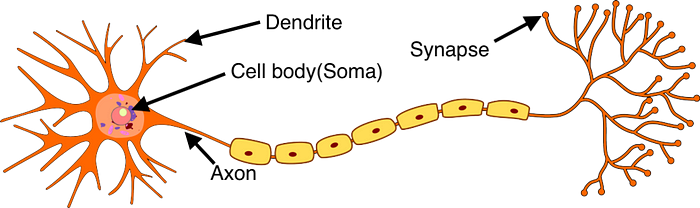 Dendrite
Synapse
Cell body(Soma)
Axon